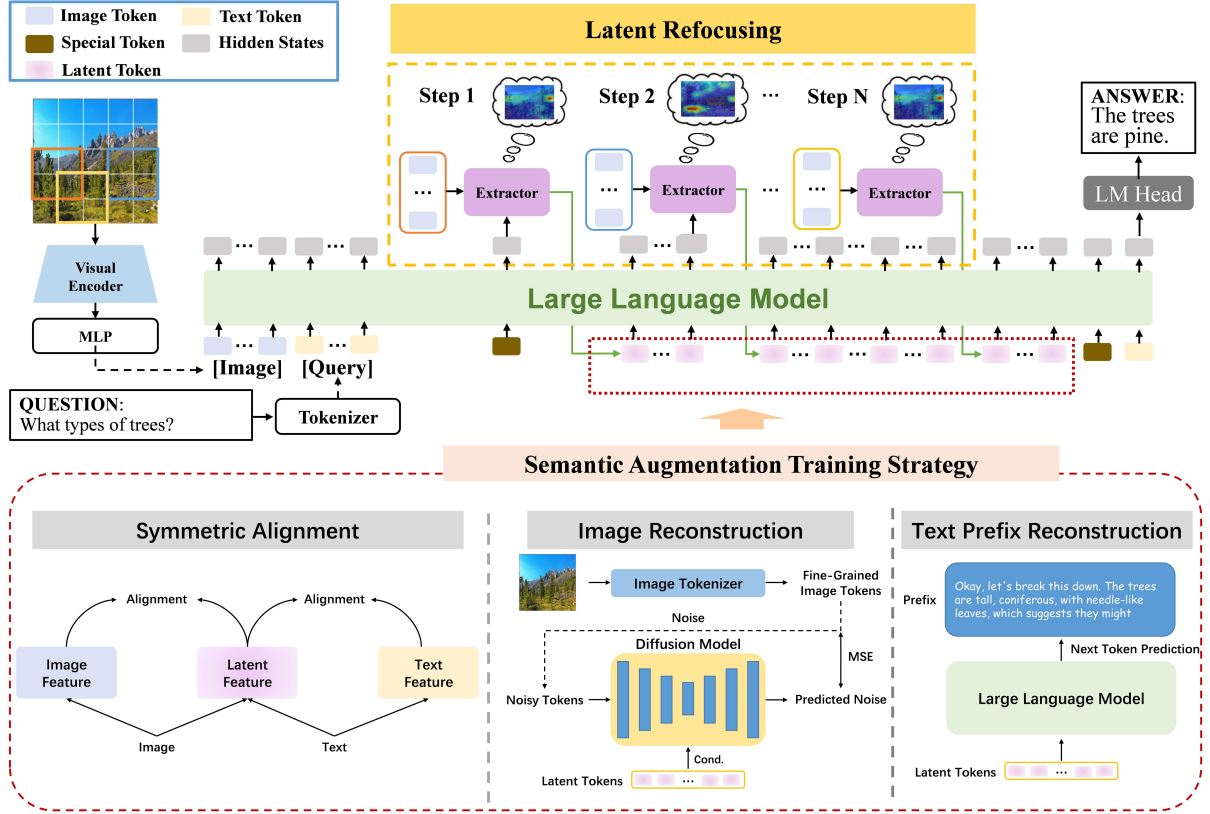 Image Token
Text Token
Special Token
Hidden States
Latent Token
Latent Refocusing
Step 1
Step 2
...
Step N
ANSWER:
The trees
are pine.
...
Extractor
...
Extractor
...
...
Extractor
LM Head
Visual
Encoder
MLP
...
...
...
...
...
...
...
Large Language Model
...
...
...
...
...
...
[Image]
[Query]
QUESTION:
What types of trees?
Tokenizer
Semantic Augmentation Training Strategy
Symmetric Alignment
Alignment
Alignment
Image
Feature
Latent
Feature
Text
Feature
Image
Text
Image Reconstruction
Image Tokenizer
Fine-Grained
Image Tokens
Noise
Diffusion Model
MSE
Noisy Tokens
Predicted Noise
Cond.
Latent Tokens
...
Text Prefix Reconstruction
Prefix
Okay, let's break this down. The trees
are tall, coniferous, with needle-like
leaves, which suggests they might
Next Token Prediction
Large Language Model
Latent Tokens
...